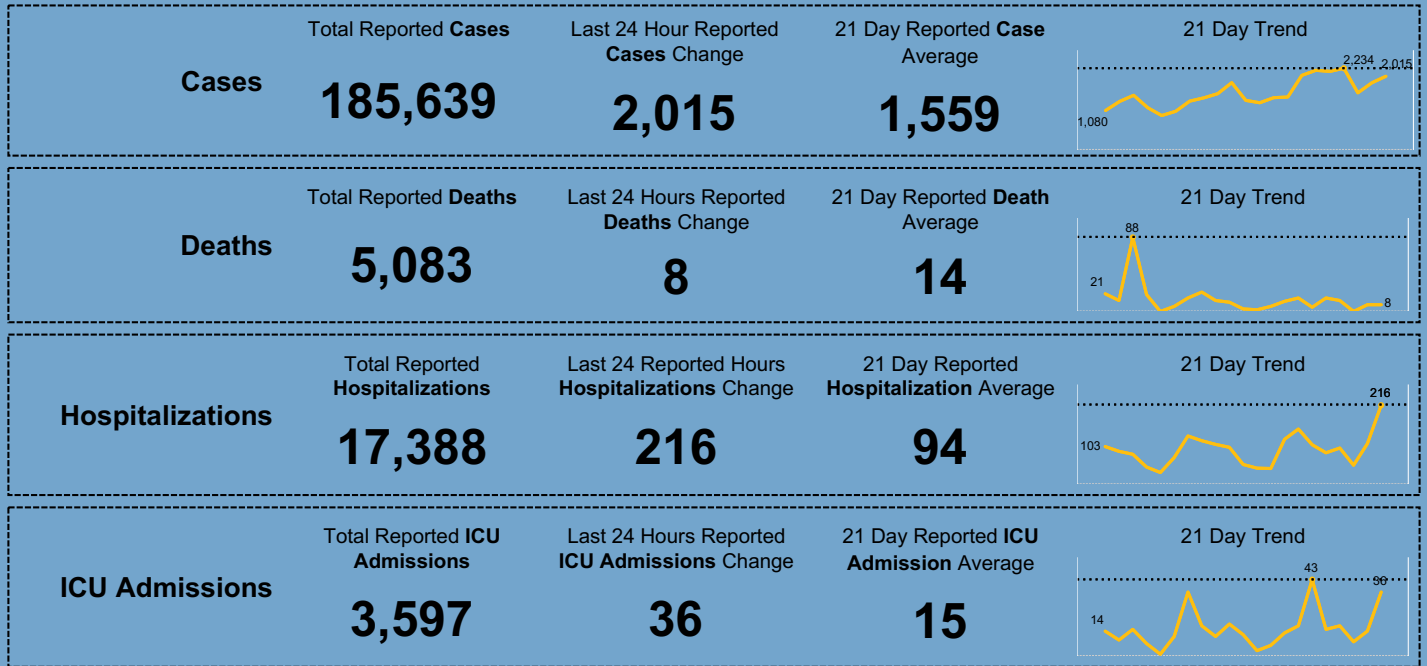 Cases
Total Reported Cases
185,639
Last 24 Hour Reported
Cases Change
2,015
21 Day Reported Case
Average
1,559
21 Day Trend
1,080
2,234
2,015
Deaths
Total Reported Deaths
5,083
Last 24 Hours Reported
Deaths Change
8
21 Day Reported Death
Average
14
21 Day Trend
21
88
8
Hospitalizations
Total Reported
Hospitalizations
17,388
Last 24 Reported Hours
Hospitalizations Change
216
21 Day Reported
Hospitalization Average
94
21 Day Trend
103
216
ICU Admissions
Total Reported ICU
Admissions
3,597
Last 24 Hours Reported
ICU Admissions Change
36
21 Day Reported ICU
Admission Average
15
21 Day Trend
14
43
36